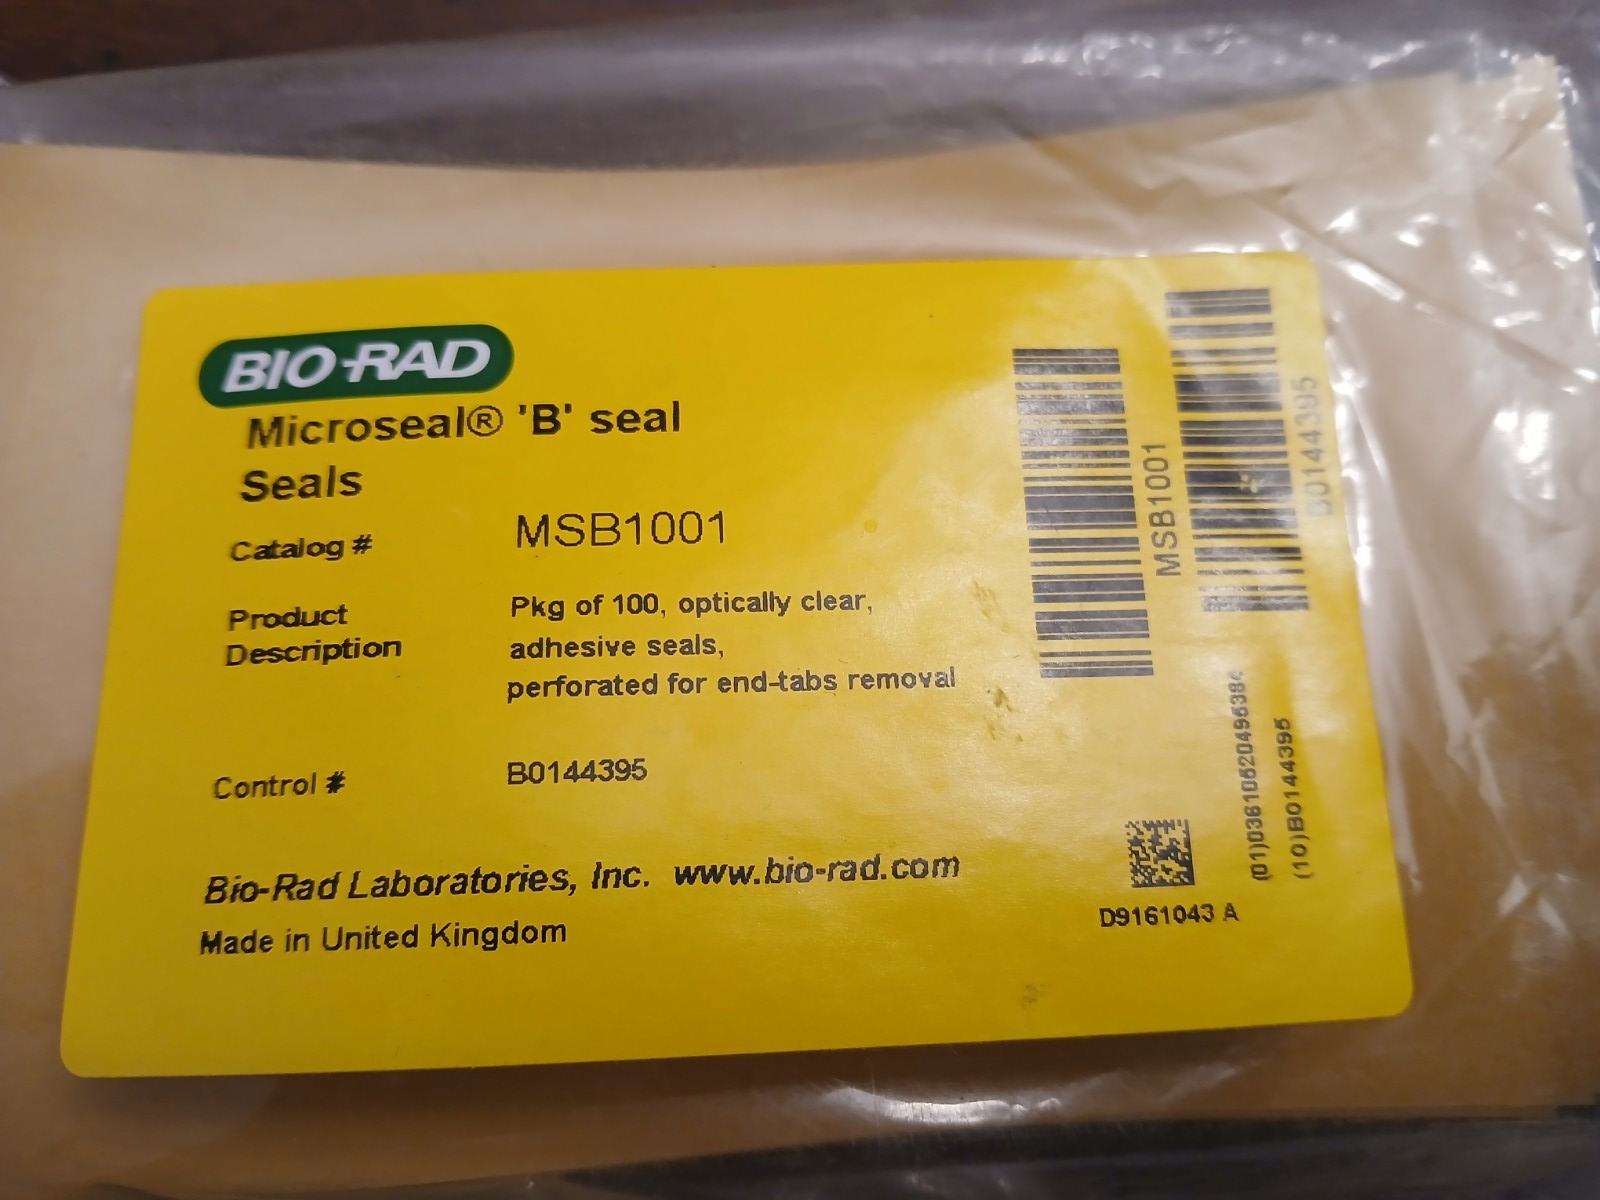 BIO-RAD
Microseal® 'B' seal
Seals
Catalog # MSB1001
Product Description
Pkg of 100, optically clear,
adhesive seals,
perforated for end-tabs removal
Control # B0144395
Bio-Rad Laboratories, Inc. www.bio-rad.com
Made in United Kingdom
MSB1001
B0144395
(10)B0144395
D9161043 A